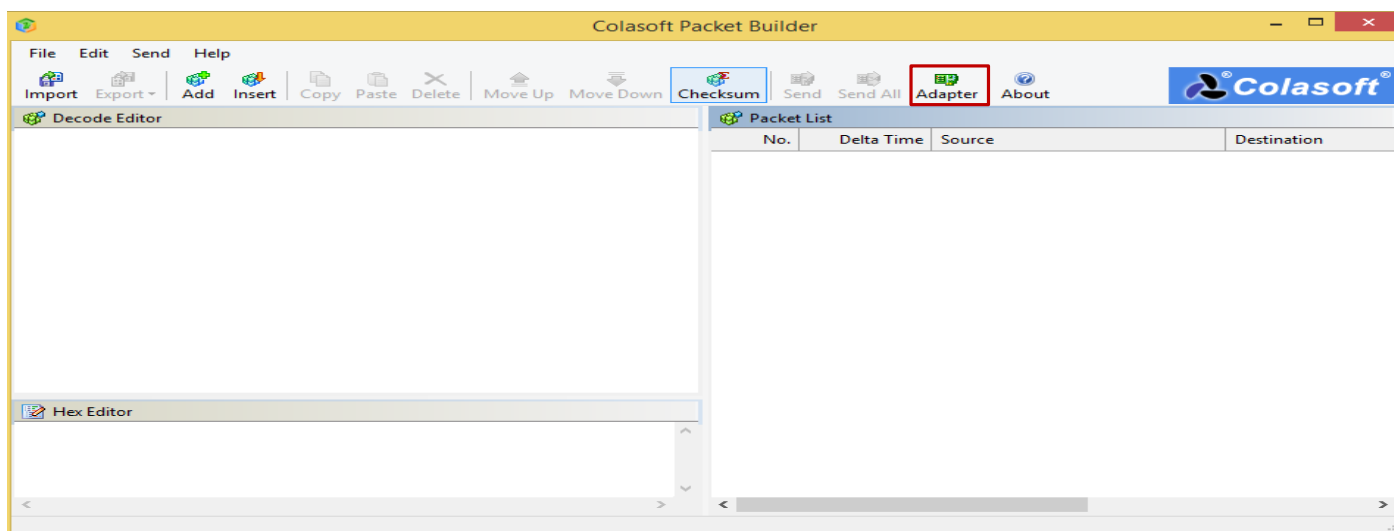 Colasoft Packet Builder
File Edit Send Help
Import Export Add Insert Copy Paste Delete Move Up Move Down Checksum Send Send All Adapter About
®Colasoft®
Decode Editor
Packet List
No. Delta Time Source Destination
Hex Editor